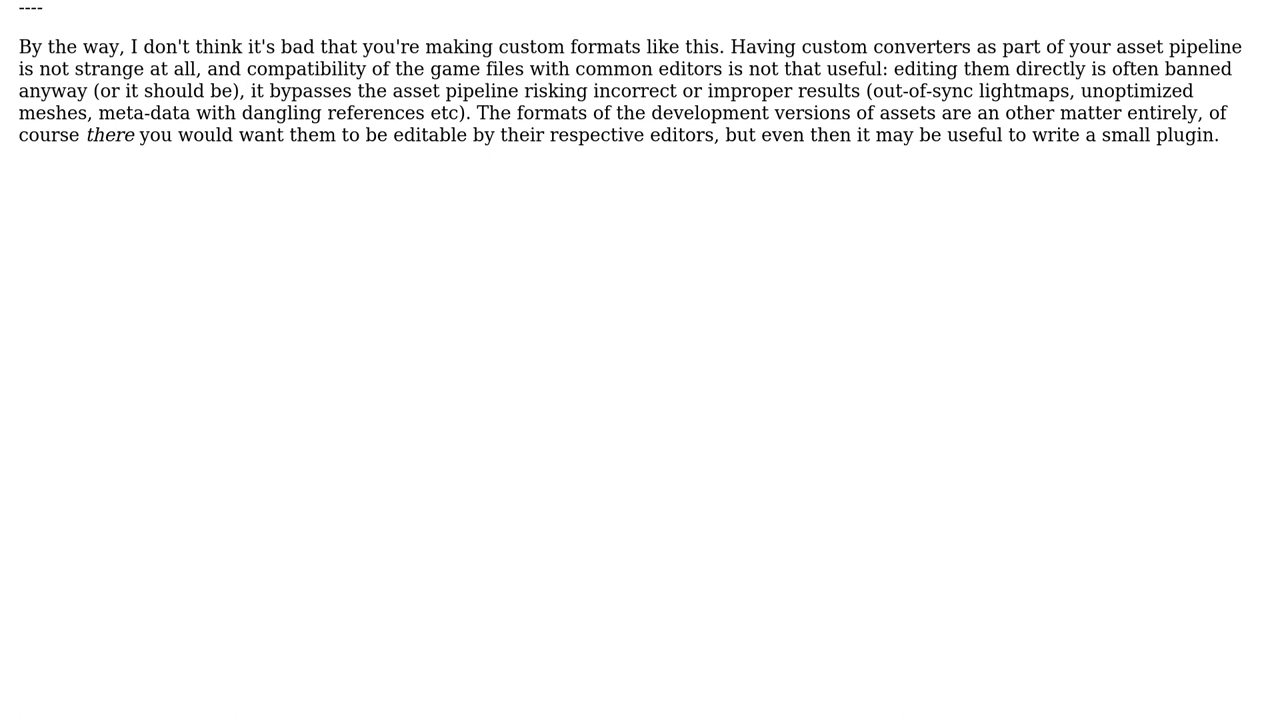 ----
By the way, I don't think it's bad that you're making custom formats like this. Having custom converters as part of your asset pipeline
is not strange at all, and compatibility of the game files with common editors is not that useful: editing them directly is often banned
anyway (or it should be), it bypasses the asset pipeline risking incorrect or improper results (out-of-sync lightmaps, unoptimized
meshes, meta-data with dangling references etc). The formats of the development versions of assets are an other matter entirely, of
course there you would want them to be editable by their respective editors, but even then it may be useful to write a small plugin.